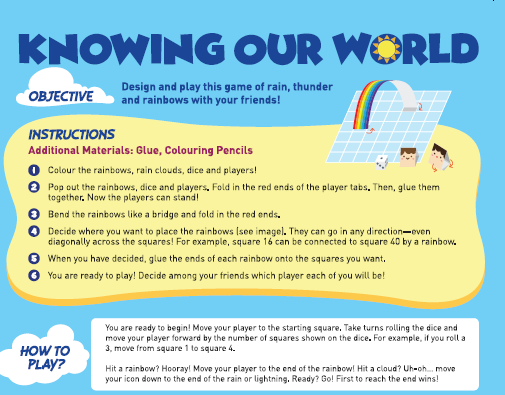 KNOWING OUR WORLD
OBJECTIVE
Design and play this game of rain, thunder
and rainbows with your friends!
INSTRUCTIONS
Additional Materials: Glue, Colouring Pencils
1 Colour the rainbows, rain clouds, dice and players!
2 Pop out the rainbows, dice and players. Fold in the red ends of the player tabs. Then, glue them
together. Now the players can stand!
3 Bend the rainbows like a bridge and fold in the red ends.
4 Decide where you want to place the rainbows (see image). They can go in any direction—even
diagonally across the squares! For example, square 16 can be connected to square 40 by a rainbow.
5 When you have decided, glue the ends of each rainbow onto the squares you want.
6 You are ready to play! Decide among your friends which player each of you will be!
HOW TO
PLAY?
You are ready to begin! Move your player to the starting square. Take turns rolling the dice and
move your player forward by the number of squares shown on the dice. For example, if you roll a
3, move from square 1 to square 4.
Hit a rainbow? Hooray! Move your player to the end of the rainbow! Hit a cloud? Uh-oh... move
your icon down to the end of the rain or lightning. Ready? Go! First to reach the end wins!